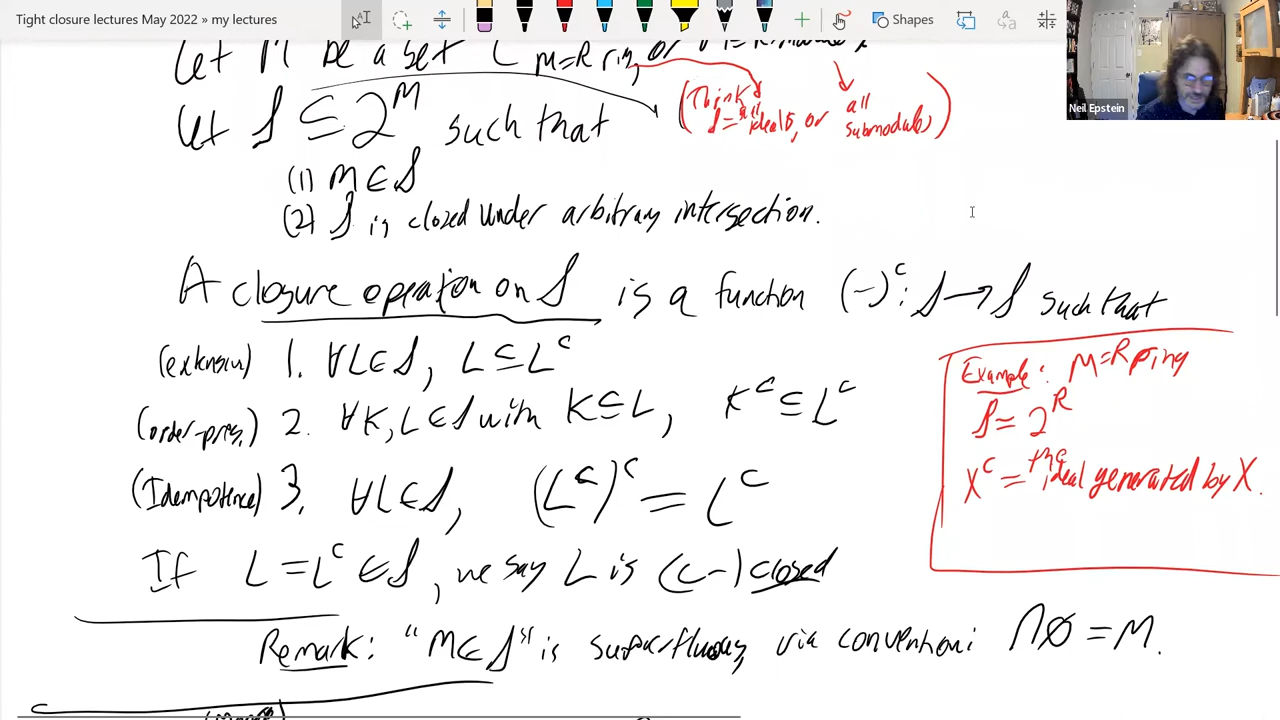 Tight closure lectures May 2022 » my lectures
Shapes
Neil Epstein
Let M be a set ( M=R ring, or
(Think 𝒮 = all ideals, or all submodules)
Let 𝒮 ⊆ 2^M such that
(1) M ∈ 𝒮
(2) 𝒮 is closed under arbitrary intersection.
A closure operation on 𝒮 is a function (-)^c : 𝒮 → 𝒮 such that
(extension) 1. ∀L∈𝒮, L ⊆ L^c
(order-pres.) 2. ∀K, L∈𝒮 with K⊆L, K^c ⊆ L^c
(Idempotence) 3. ∀L∈𝒮, (L^c)^c = L^c
If L = L^c ∈ 𝒮, we say L is (c-) closed
Example: M=R ring
𝒮 = 2^R
X^c = the ideal generated by X.
Remark: "M∈𝒮" is superfluous, via convention: ∩∅ = M.